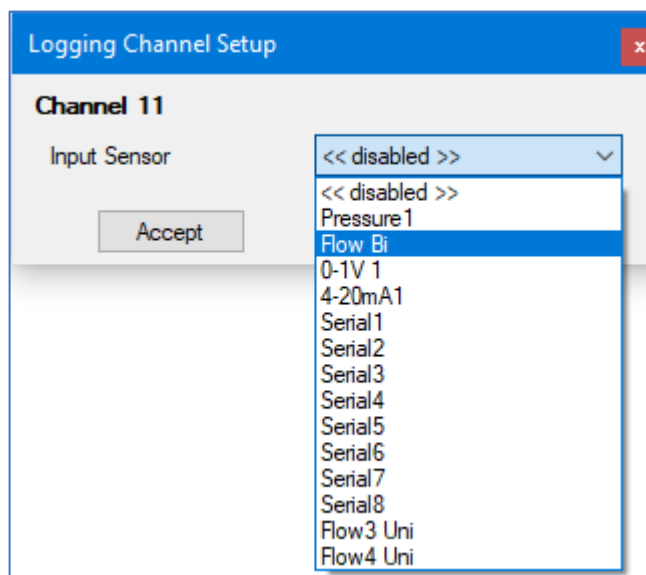 Logging Channel Setup
x
Channel 11
Input Sensor
<< disabled >>
<< disabled >>
Pressure1
Accept
Flow Bi
0-1V 1
4-20mA1
Serial1
Serial2
Serial3
Serial4
Serial5
Serial6
Serial7
Serial8
Flow3 Uni
Flow4 Uni